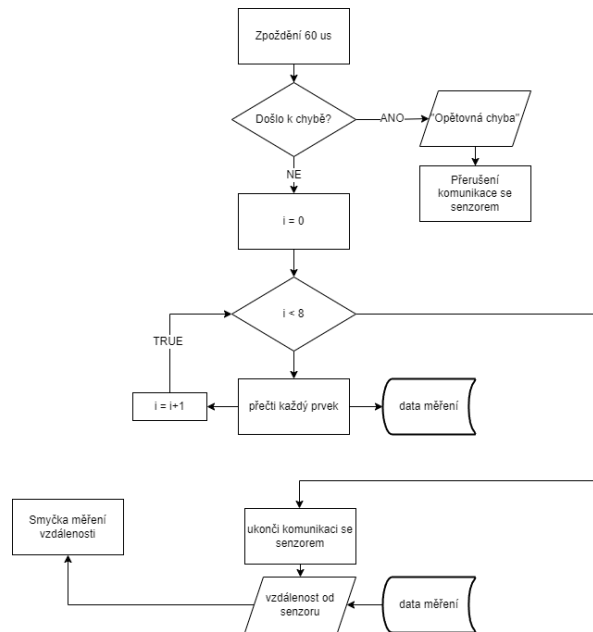 Zpoždění 60 us
Došlo k chybě?
ANO
"Opětovná chyba"
NE
Přerušení
komunikace se
senzorem
i = 0
i < 8
TRUE
i = i+1
přečti každý prvek
data měření
Smyčka měření
vzdálenosti
ukonči komunikaci se
senzorem
vzdálenost od
senzoru
data měření